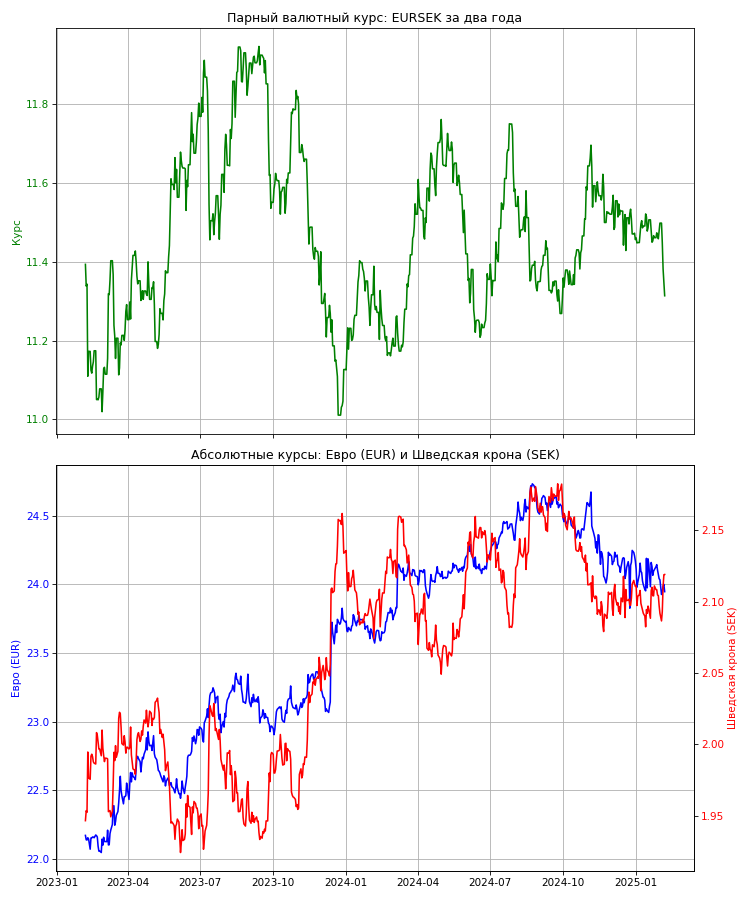 Парный валютный курс: EURSEK за два года
11.8
11.6
11.4
11.2
11.0
Курс
Абсолютные курсы: Евро (EUR) и Шведская крона (SEK)
24.5
24.0
23.5
23.0
22.5
22.0
Евро (EUR)
2.15
2.10
2.05
2.00
1.95
Шведская крона (SEK)
2023-01 2023-04 2023-07 2023-10 2024-01 2024-04 2024-07 2024-10 2025-01